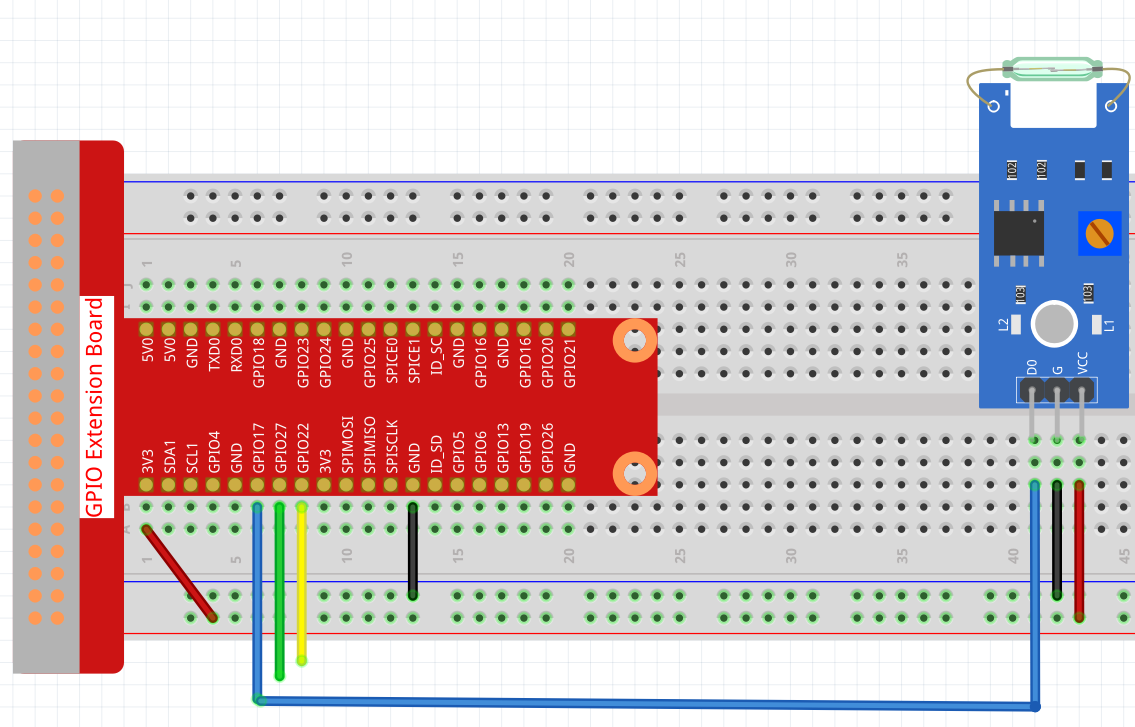 102 102
1 5 10 15 20 25 30 35
J
I
103 103
L2 L1
GPIO Extension Board
5V0 5V0 GND TXD0 RXD0 GPIO18 GND GPIO23 GPIO24 GND GPIO25 SPICE0 SPICE1 ID_SC GND GPIO16 GND GPIO16 GPIO20 GPIO21
D0 G VCC
3V3 SDA1 SCL1 GPIO4 GND GPIO17 GPIO27 GPIO22 3V3 SPIMOSI SPIMISO SPISCLK GND ID_SD GPIO5 GPIO6 GPIO13 GPIO19 GPIO26 GND
B
A
1 5 10 15 20 25 30 35 40 45